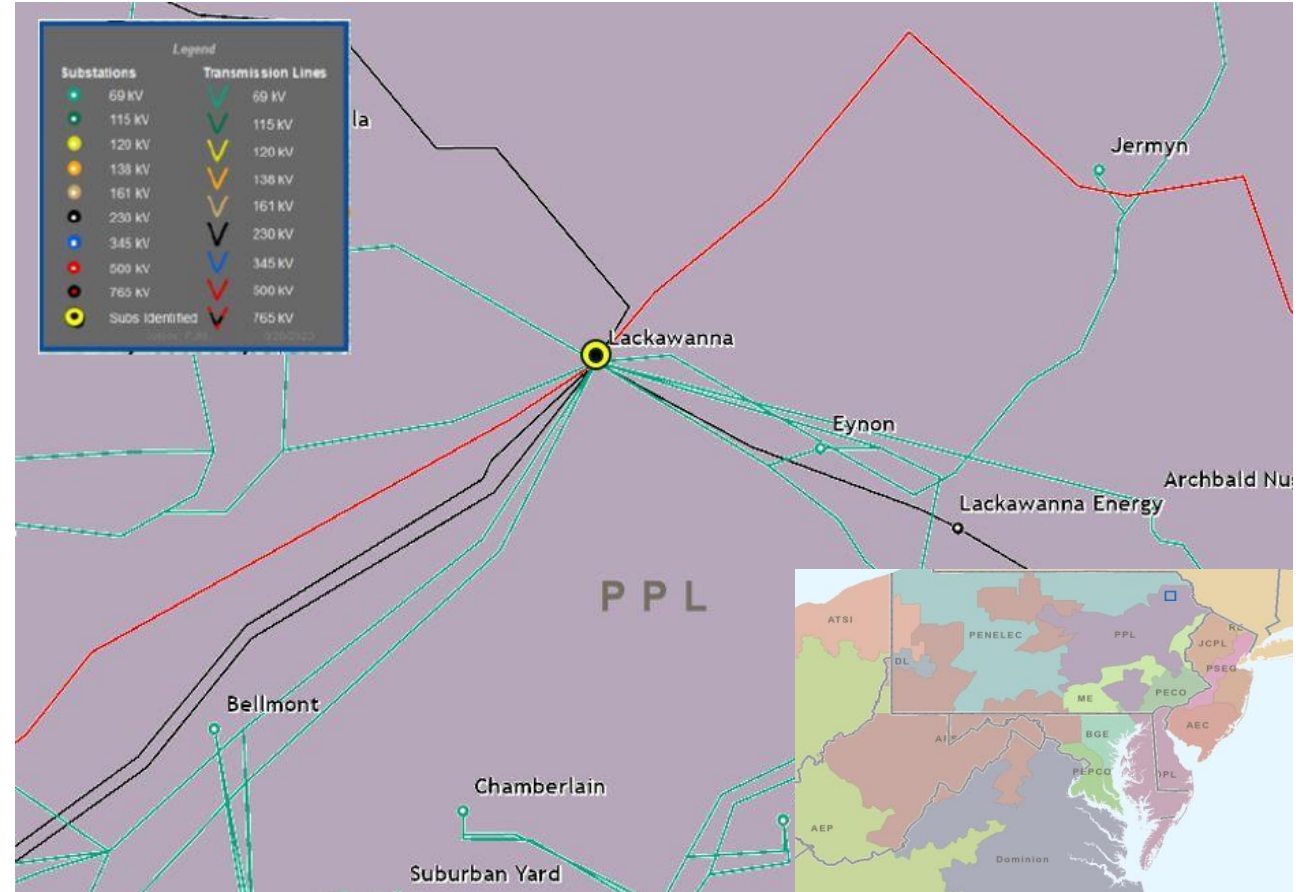 Legend
Substations
Transmission Lines
69 kV
69 kV
115 kV
115 kV
120 kV
120 kV
138 kV
138 kV
161 kV
161 kV
230 kV
230 kV
345 kV
345 kV
500 kV
500 kV
765 kV
765 kV
Subs Identified
la
Jermyn
Lackawanna
Eynon
Archbald Nu
Lackawanna Energy
PPL
Bellmont
Chamberlain
Suburban Yard
ATSI
PENELEC
PPL
RE
JCPL
DL
PSEG
ME
PECO
AEC
BGE
PEPCO
DPL
AEP
Dominion